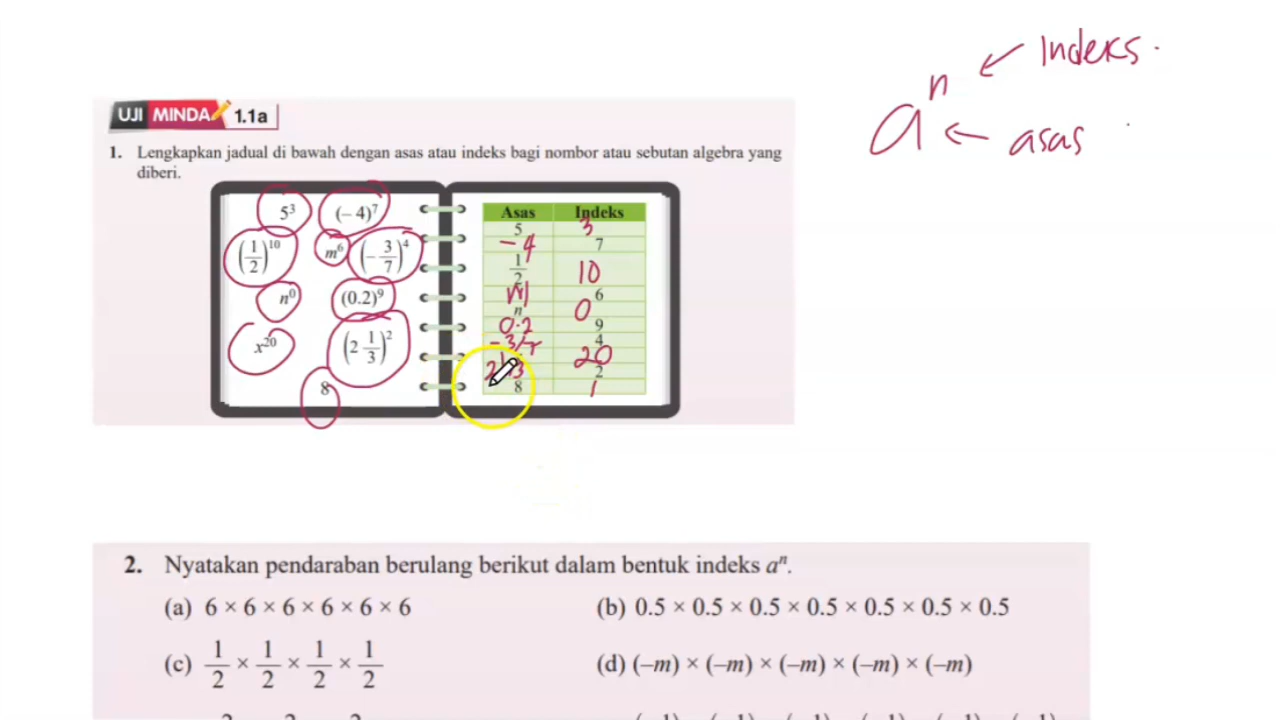 Indeks
aⁿ
asas
UJI MINDA 1.1a
1. Lengkapkan jadual di bawah dengan asas atau indeks bagi nombor atau sebutan algebra yang
diberi.
5³ (– 4)⁷
(1/2)¹⁰ m⁶ (– 3/7)⁴
n⁰ (0.2)⁹
x²⁰ (2 1/3)²
8
Asas Indeks
5 3
-4 7
1/2 10
m 6
n 0
0.2 9
-3/7 4
20
2 1/3 2
8 1
2. Nyatakan pendaraban berulang berikut dalam bentuk indeks aⁿ.
(a) 6 × 6 × 6 × 6 × 6 × 6
(b) 0.5 × 0.5 × 0.5 × 0.5 × 0.5 × 0.5 × 0.5
(c) 1/2 × 1/2 × 1/2 × 1/2
(d) (–m) × (–m) × (–m) × (–m) × (–m)